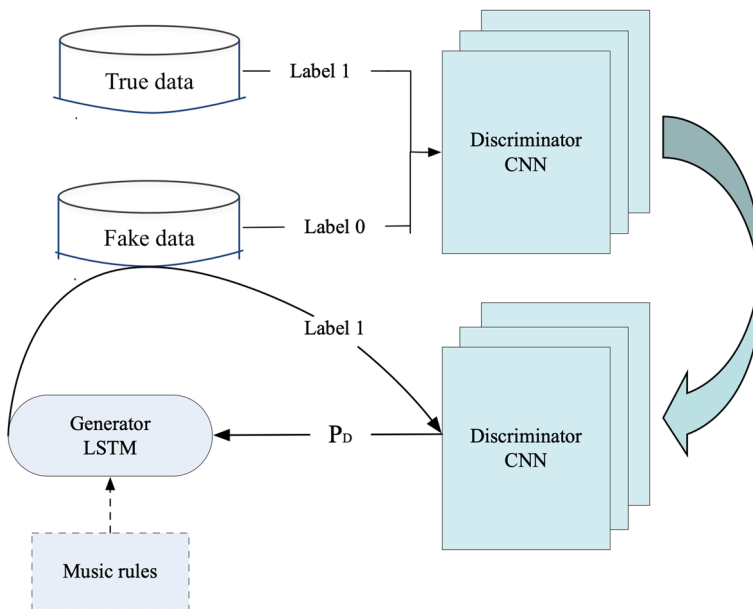 True data
Label 1
Discriminator
CNN
Fake data
Label 0
Label 1
Generator
LSTM
PD
Discriminator
CNN
Music rules